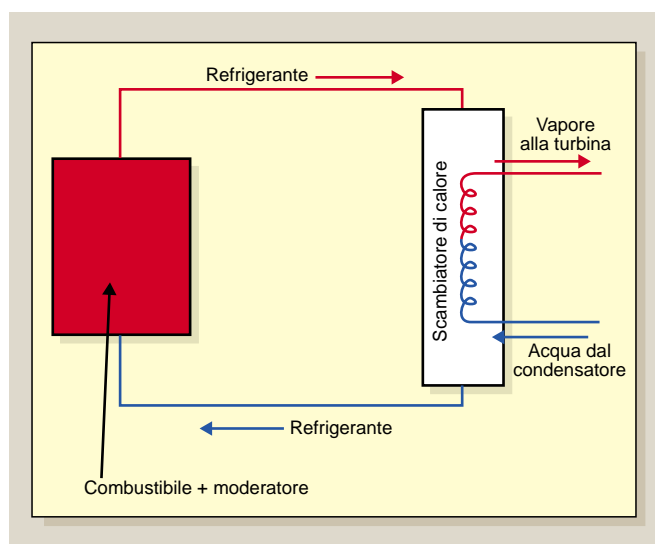 Refrigerante
Vapore
alla turbina
Scambiatore di calore
Acqua dal
condensatore
Refrigerante
Combustibile + moderatore